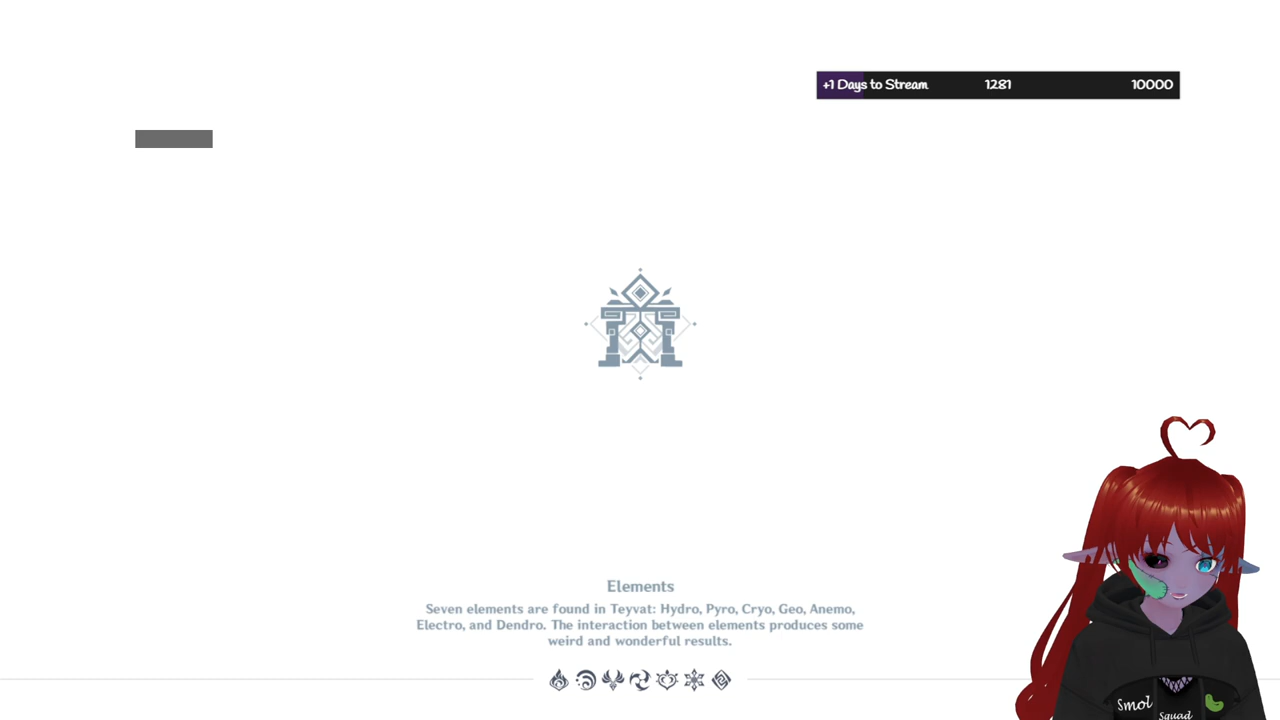 +1 Days to Stream 1281 10000
Elements
Seven elements are found in Teyvat: Hydro, Pyro, Cryo, Geo, Anemo,
Electro, and Dendro. The interaction between elements produces some
weird and wonderful results.
Smol
Squad